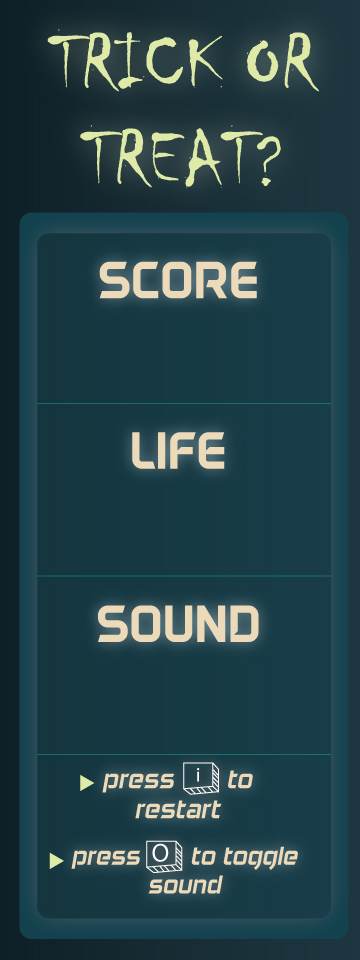 TRICK OR
TREAT?
SCORE
LIFE
SOUND
press i to
restart
press O to toggle
sound